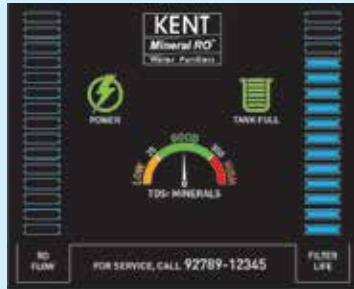 KENT
Mineral RO™
Water Purifiers
POWER
TANK FULL
LOW
GOOD
HIGH
TDS: MINERALS
RO FLOW
FOR SERVICE, CALL 92789-12345
FILTER LIFE